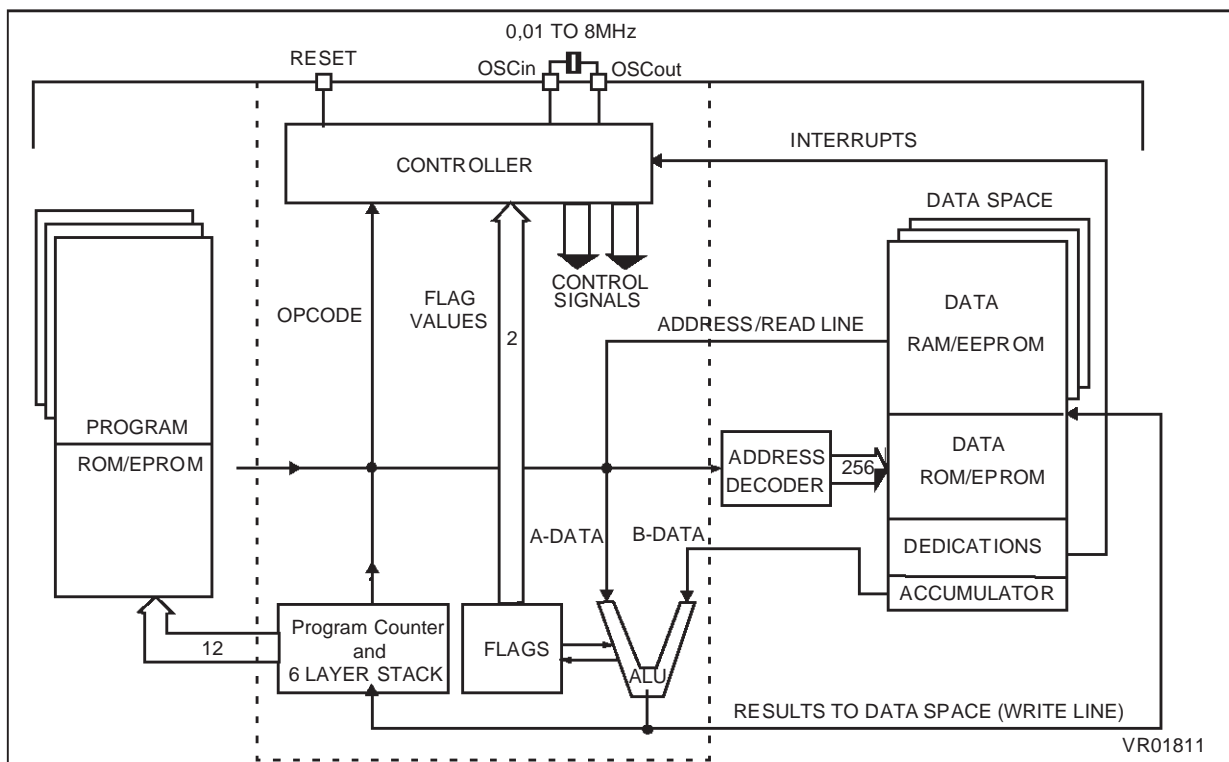 0,01 TO 8MHz
RESET
OSCin
OSCout
INTERRUPTS
CONTROLLER
DATA SPACE
CONTROL
SIGNALS
OPCODE
FLAG
VALUES
2
ADDRESS/READ LINE
DATA
RAM/EEPROM
PROGRAM
ROM/EPROM
ADDRESS
DECODER
256
DATA
ROM/EPROM
A-DATA
B-DATA
DEDICATIONS
ACCUMULATOR
12
Program Counter
and
6 LAYER STACK
FLAGS
ALU
RESULTS TO DATA SPACE (WRITE LINE)
VR01811